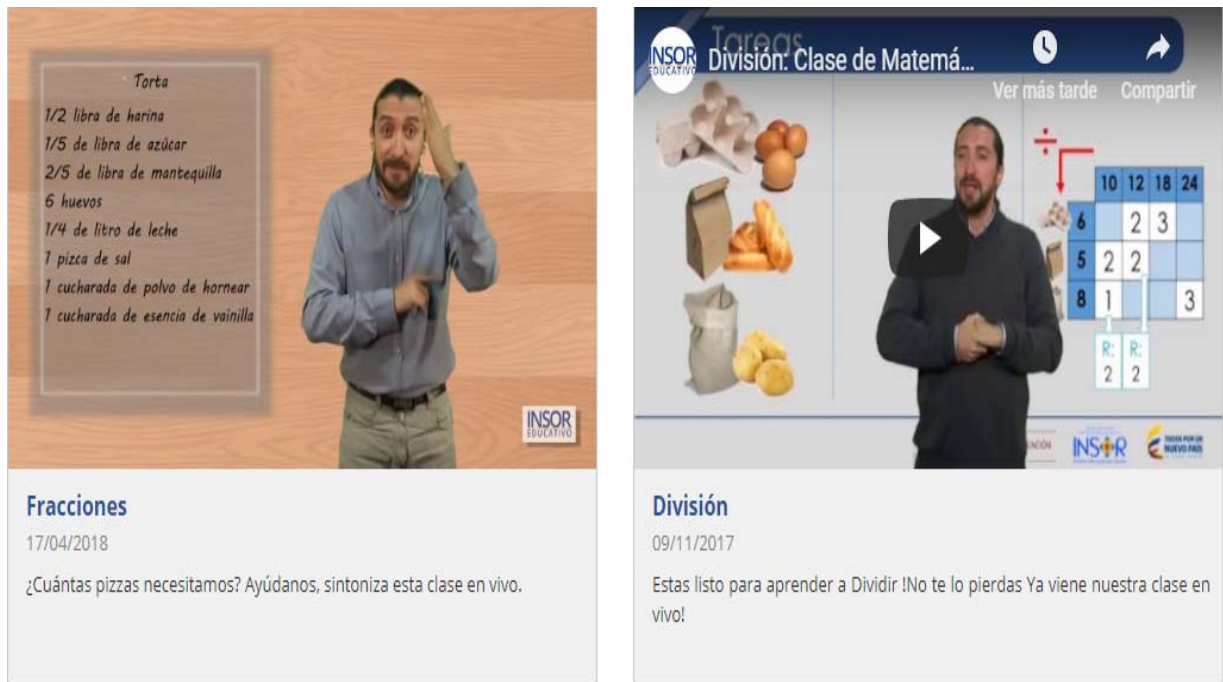 Torta
1/2 libra de harina
1/5 de libra de azúcar
2/5 de libra de mantequilla
6 huevos
1/4 de litro de leche
1 pizca de sal
1 cucharada de polvo de hornear
1 cucharada de esencia de vainilla
INSOR
EDUCATIVO
Fracciones
17/04/2018
¿Cuántas pizzas necesitamos? Ayúdanos, sintoniza esta clase en vivo.
Tareas
INSOR
EDUCATIVO
División: Clase de Matemá...
Ver más tarde
Compartir
÷
10 12 18 24
6 2 3
5 2 2
8 1 3
R: R:
2 2
INSOR
TODOS POR UN
NUEVO PAÍS
División
09/11/2017
Estas listo para aprender a Dividir !No te lo pierdas Ya viene nuestra clase en
vivo!